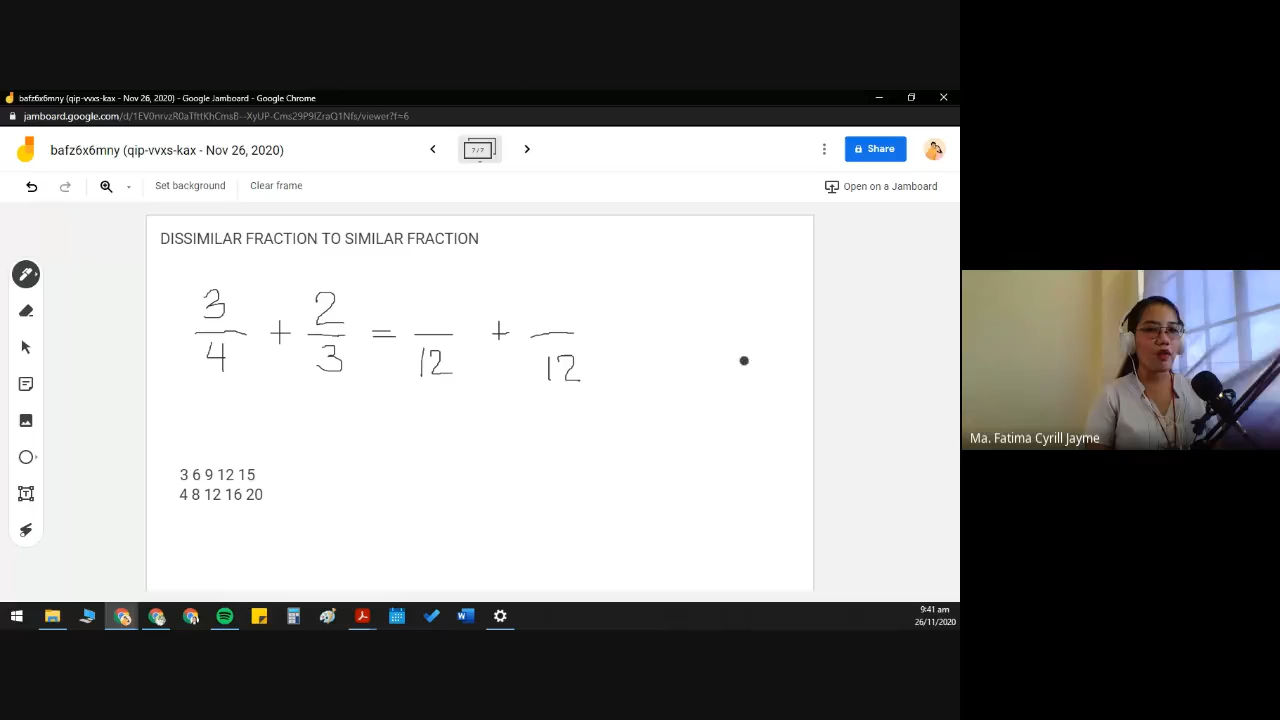 bafz6x6mny (qip-vvxs-kax - Nov 26, 2020) - Google Jamboard - Google Chrome
bafz6x6mny (qip-vvxs-kax - Nov 26, 2020)
7/7
Share
Set background
Clear frame
Open on a Jamboard
DISSIMILAR FRACTION TO SIMILAR FRACTION
3 2
+ = +
4 3 12 12
3 6 9 12 15
4 8 12 16 20
Ma. Fatima Cyrill Jayme
9:41 am
26/11/2020